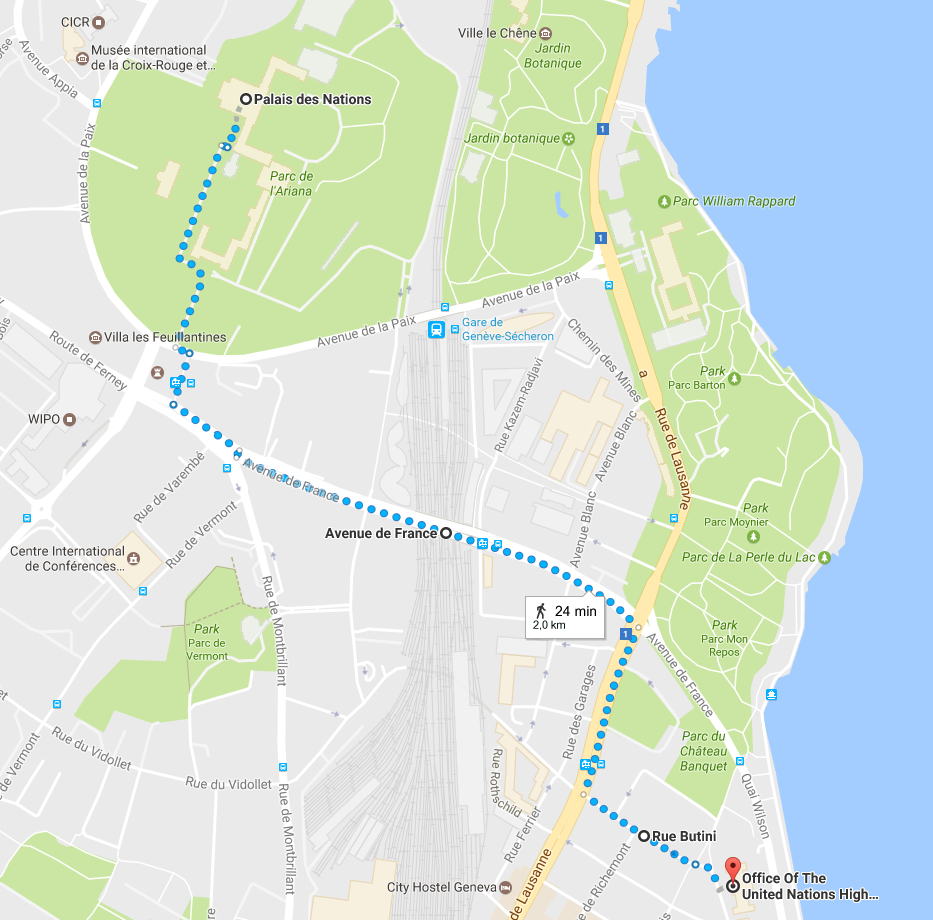 CICR
Musée international
de la Croix-Rouge et...
Avenue Appia
Palais des Nations
Ville le Chêne
Jardin
Botanique
Jardin botanique
1
Avenue de la Paix
Parc de
l'Ariana
Parc William Rappard
1
Avenue de la Paix
Avenue de la Paix
Gare de
Genève-Sécheron
Villa les Feuillantines
Route de Ferney
Chemin des Mines
Rue Kazem-Radjavi
a
Park
Parc Barton
WIPO
Avenue Blanc
Rue de Lausanne
Rue de Varembé
Avenue de France
Rue de Vermont
Avenue de France
Avenue Blanc
Park
Parc Moynier
Parc de La Perle du Lac
Centre International
de Conférences...
24 min
2,0 km
Rue de Montbrillant
Park
Parc de
Vermont
1
Park
Parc Mon
Repos
Avenue de France
Rue des Garages
Parc du
Château
Banquet
Rue du Vidollet
Rue du Vidollet
de Vermont
Rue de Montbrillant
Rue Rothschild
Quai Wilson
Rue Ferrier
Rue Butini
Office Of The
United Nations High...
City Hostel Geneva
de Lausanne
e de Richemont